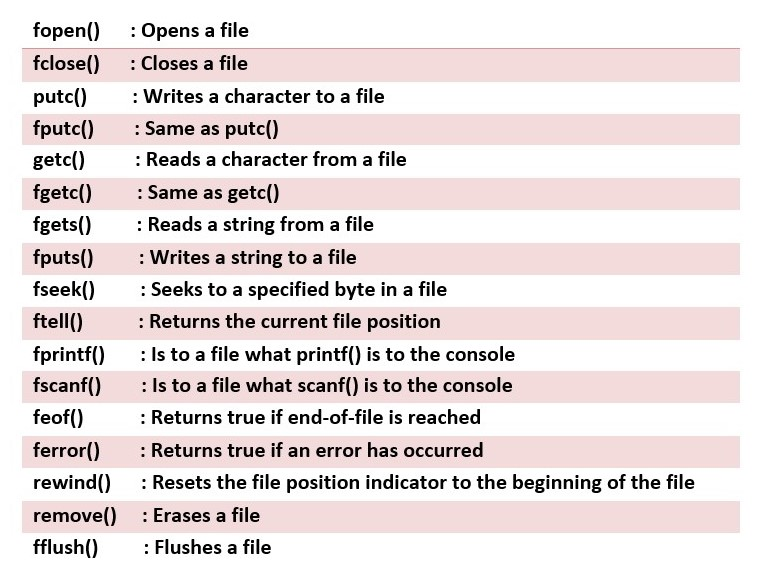 fopen() : Opens a file
fclose() : Closes a file
putc() : Writes a character to a file
fputc() : Same as putc()
getc() : Reads a character from a file
fgetc() : Same as getc()
fgets() : Reads a string from a file
fputs() : Writes a string to a file
fseek() : Seeks to a specified byte in a file
ftell() : Returns the current file position
fprintf() : Is to a file what printf() is to the console
fscanf() : Is to a file what scanf() is to the console
feof() : Returns true if end-of-file is reached
ferror() : Returns true if an error has occurred
rewind() : Resets the file position indicator to the beginning of the file
remove() : Erases a file
fflush() : Flushes a file